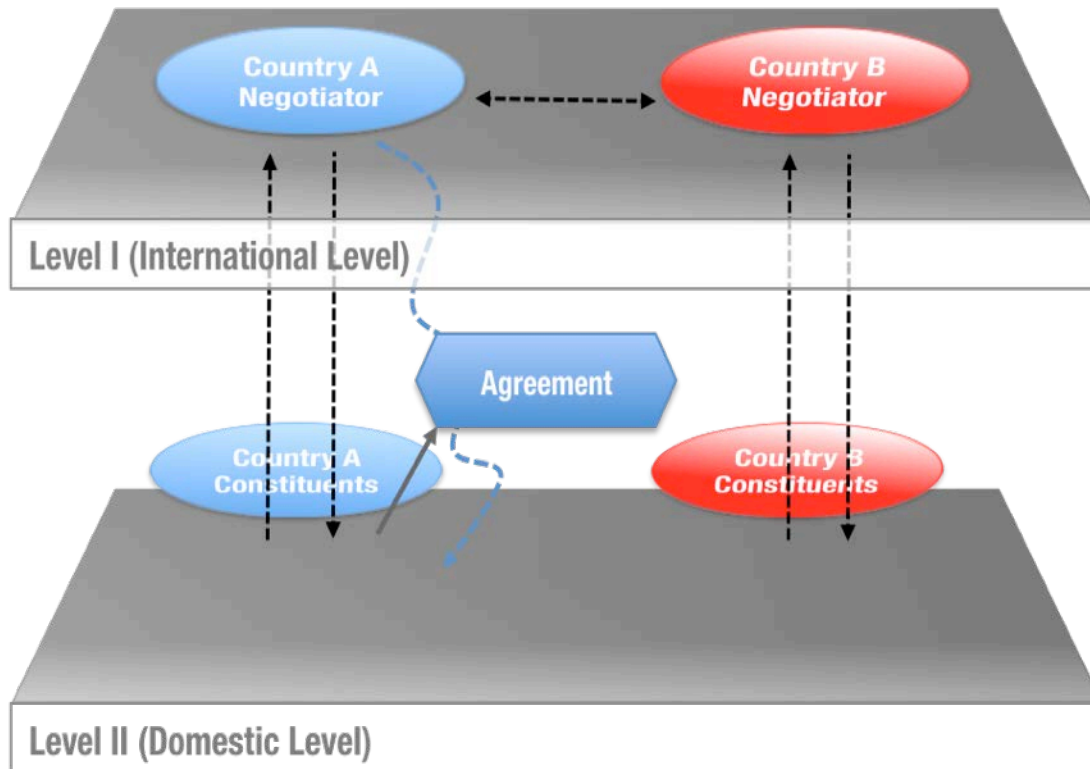 Country A
Negotiator
Country B
Negotiator
Level I (International Level)
Agreement
Country A
Constituents
Country B
Constituents
Level II (Domestic Level)